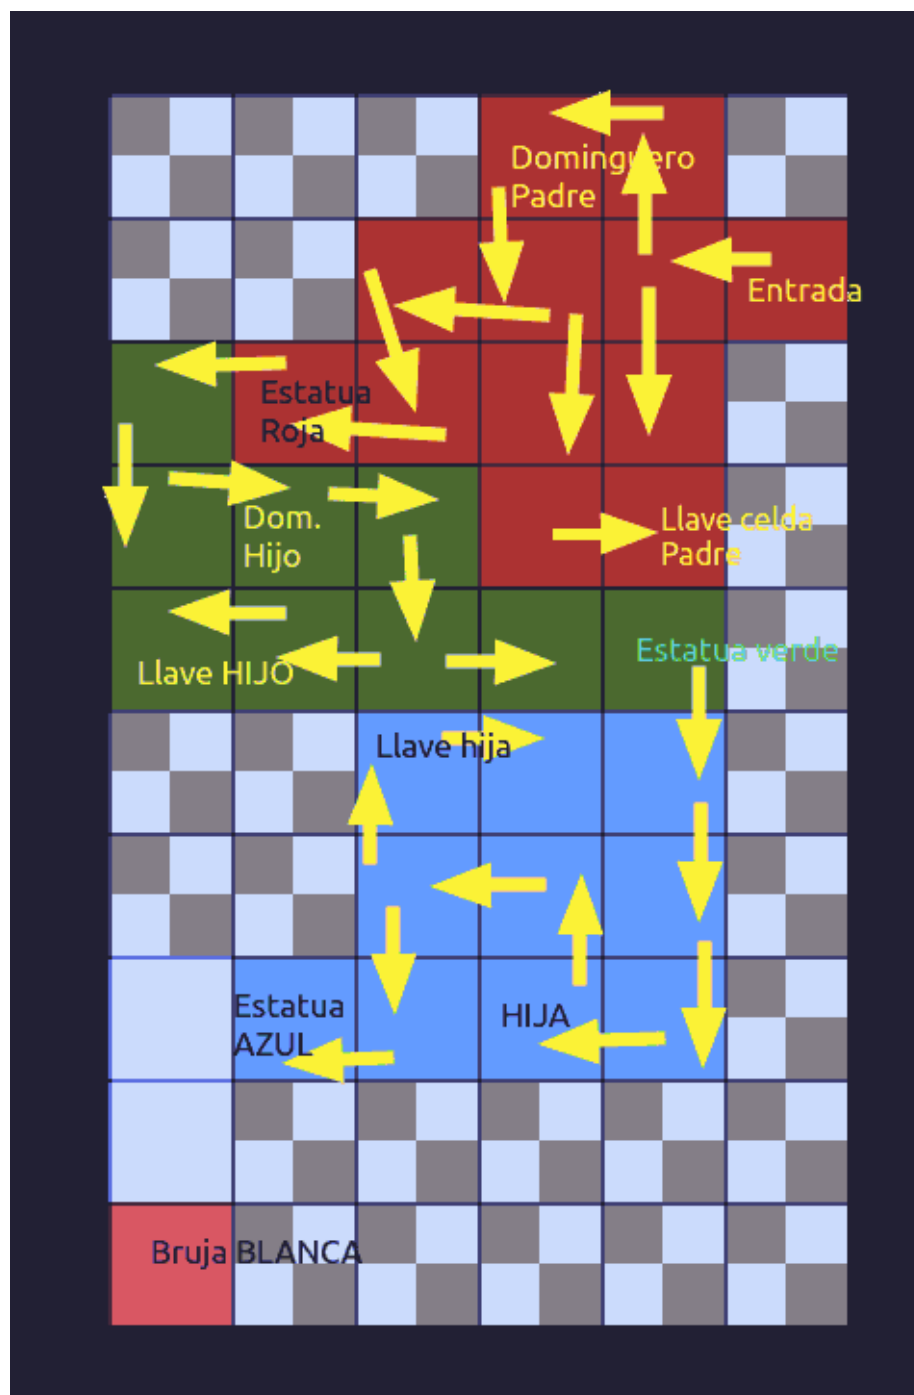 Dominguero
Padre
Entrada
Estatua
Roja
Dom.
Hijo
Llave celda
Padre
Estatua verde
Llave HIJO
Llave hija
Estatua
AZUL
HIJA
Bruja BLANCA